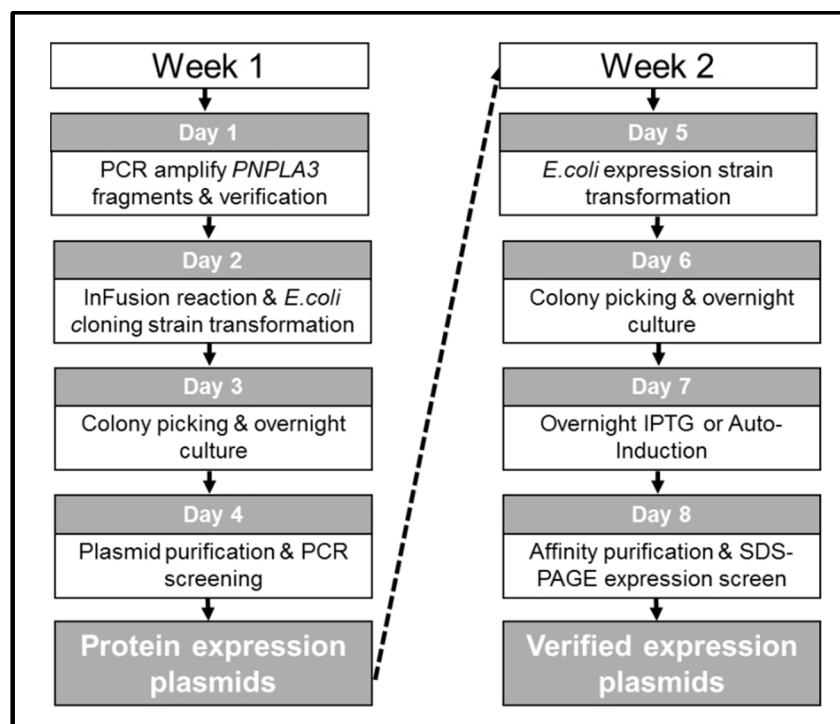 Week 1
Day 1
PCR amplify PNPLA3
fragments & verification
Day 2
InFusion reaction & E.coli
cloning strain transformation
Day 3
Colony picking & overnight
culture
Day 4
Plasmid purification & PCR
screening
Protein expression
plasmids
Week 2
Day 5
E.coli expression strain
transformation
Day 6
Colony picking & overnight
culture
Day 7
Overnight IPTG or Auto-
Induction
Day 8
Affinity purification & SDS-
PAGE expression screen
Verified expression
plasmids